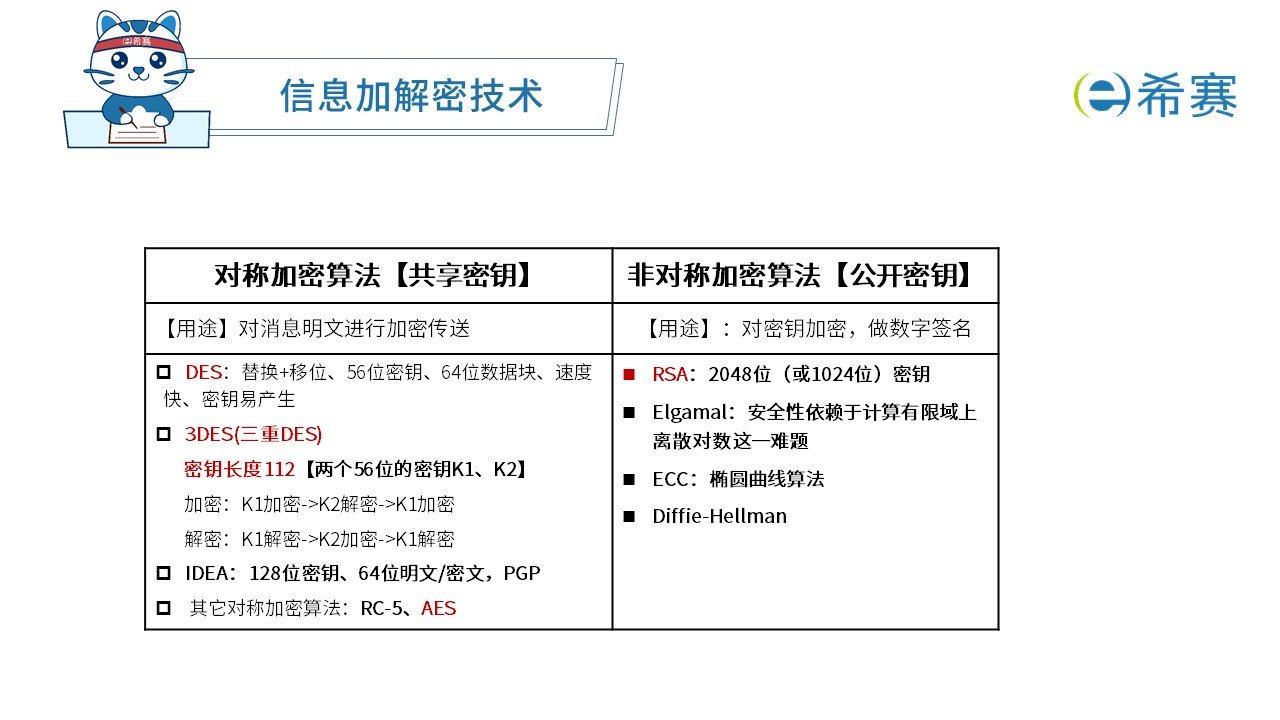 希赛
信息加解密技术
希赛
对称加密算法【共享密钥】
非对称加密算法【公开密钥】
【用途】对消息明文进行加密传送
【用途】：对密钥加密，做数字签名
DES：替换+移位、56位密钥、64位数据块、速度
快、密钥易产生
3DES(三重DES)
密钥长度112【两个56位的密钥K1、K2】
加密：K1加密->K2解密->K1加密
解密：K1解密->K2加密->K1解密
IDEA：128位密钥、64位明文/密文，PGP
其它对称加密算法：RC-5、AES
RSA：2048位（或1024位）密钥
Elgamal：安全性依赖于计算有限域上
离散对数这一难题
ECC：椭圆曲线算法
Diffie-Hellman